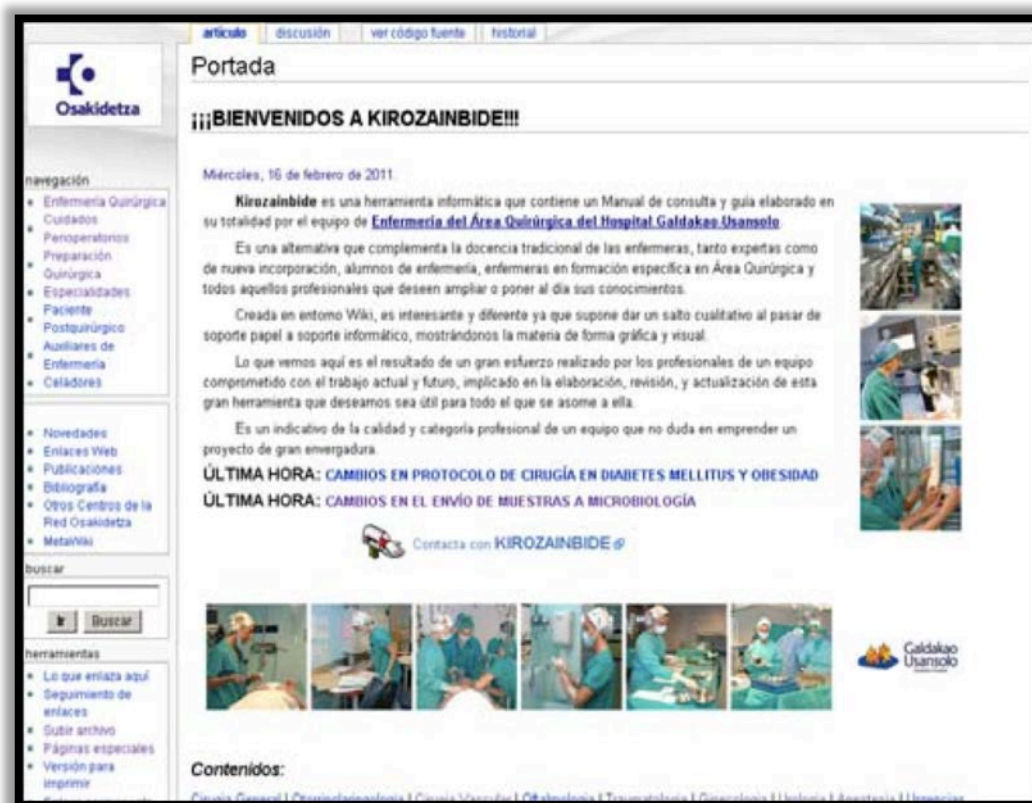 artículo discusión ver código fuente historial
Osakidetza
navegación
Enfermería Quirúrgica
Cuidados
Perioperatorios
Preparación
Quirúrgica
Especialidades
Paciente
Postquirúrgico
Auxiliares de
Enfermería
Celadores
Novedades
Enlaces Web
Publicaciones
Bibliografía
Otros Centros de la
Red Osakidetza
MetaWiki
buscar
Ir Buscar
herramientas
Lo que enlaza aquí
Seguimiento de
enlaces
Subir archivo
Páginas especiales
Versión para
imprimir
Portada
¡¡¡BIENVENIDOS A KIROZAINBIDE!!!
Miércoles, 16 de febrero de 2011
Kirozainbide es una herramienta informática que contiene un Manual de consulta y guía elaborado en
su totalidad por el equipo de Enfermería del Área Quirúrgica del Hospital Galdakao Usansolo
Es una alternativa que complementa la docencia tradicional de las enfermeras, tanto expertas como
de nueva incorporación, alumnos de enfermería, enfermeras en formación específica en Área Quirúrgica y
todos aquellos profesionales que deseen ampliar o poner al día sus conocimientos.
Creada en entorno Wiki, es interesante y diferente ya que supone dar un salto cualitativo al pasar de
soporte papel a soporte informático, mostrándonos la materia de forma gráfica y visual.
Lo que vemos aquí es el resultado de un gran esfuerzo realizado por los profesionales de un equipo
comprometido con el trabajo actual y futuro, implicado en la elaboración, revisión, y actualización de esta
gran herramienta que deseamos sea útil para todo el que se asome a ella.
Es un indicativo de la calidad y categoría profesional de un equipo que no duda en emprender un
proyecto de gran envergadura.
ÚLTIMA HORA: CAMBIOS EN PROTOCOLO DE CIRUGÍA EN DIABETES MELLITUS Y OBESIDAD
ÚLTIMA HORA: CAMBIOS EN EL ENVÍO DE MUESTRAS A MICROBIOLOGÍA
Contacta con KIROZAINBIDE
Galdakao
Usansolo
Contenidos:
Cirugía General | Otorrinolaringología | Cirugía Vascular | Oftalmología | Traumatología | Ginecología | Urología | Anestesia | Urgencias